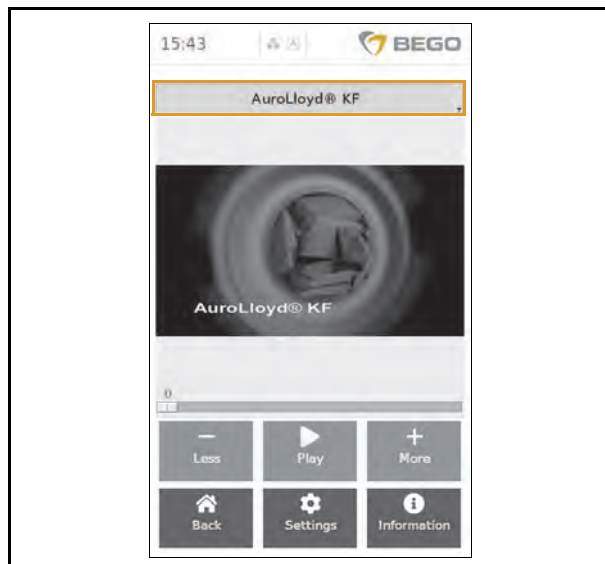 15:43 A BEGO
AuroLloyd® KF
AuroLloyd® KF
0
Less Play More
Back Settings Information